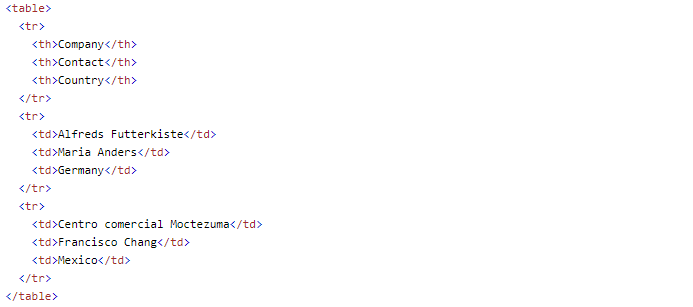 <table>
  <tr>
    <th>Company</th>
    <th>Contact</th>
    <th>Country</th>
  </tr>
  <tr>
    <td>Alfreds Futterkiste</td>
    <td>Maria Anders</td>
    <td>Germany</td>
  </tr>
  <tr>
    <td>Centro comercial Moctezuma</td>
    <td>Francisco Chang</td>
    <td>Mexico</td>
  </tr>
</table>